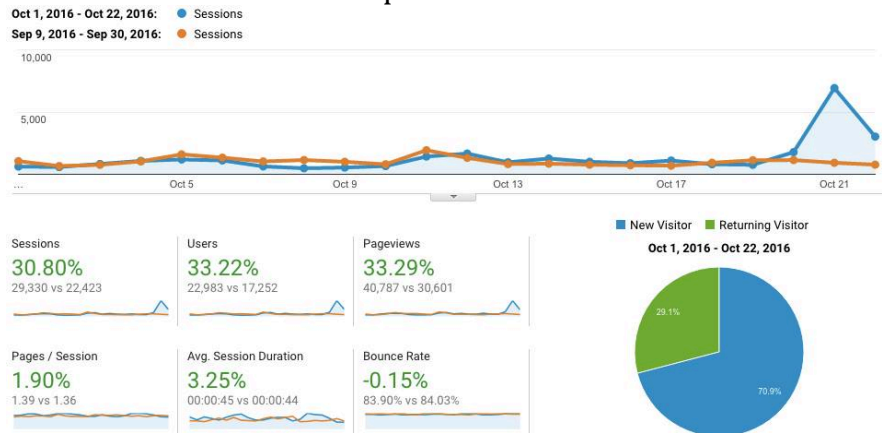 Oct 1, 2016 - Oct 22, 2016: Sessions
Sep 9, 2016 - Sep 30, 2016: Sessions
10,000
5,000
... Oct 5 Oct 9 Oct 13 Oct 17 Oct 21
New Visitor Returning Visitor
Oct 1, 2016 - Oct 22, 2016
Sessions Users Pageviews
30.80% 33.22% 33.29%
29,330 vs 22,423 22,983 vs 17,252 40,787 vs 30,601
Pages / Session Avg. Session Duration Bounce Rate
1.90% 3.25% -0.15%
1.39 vs 1.36 00:00:45 vs 00:00:44 83.90% vs 84.03%
29.1%
70.9%